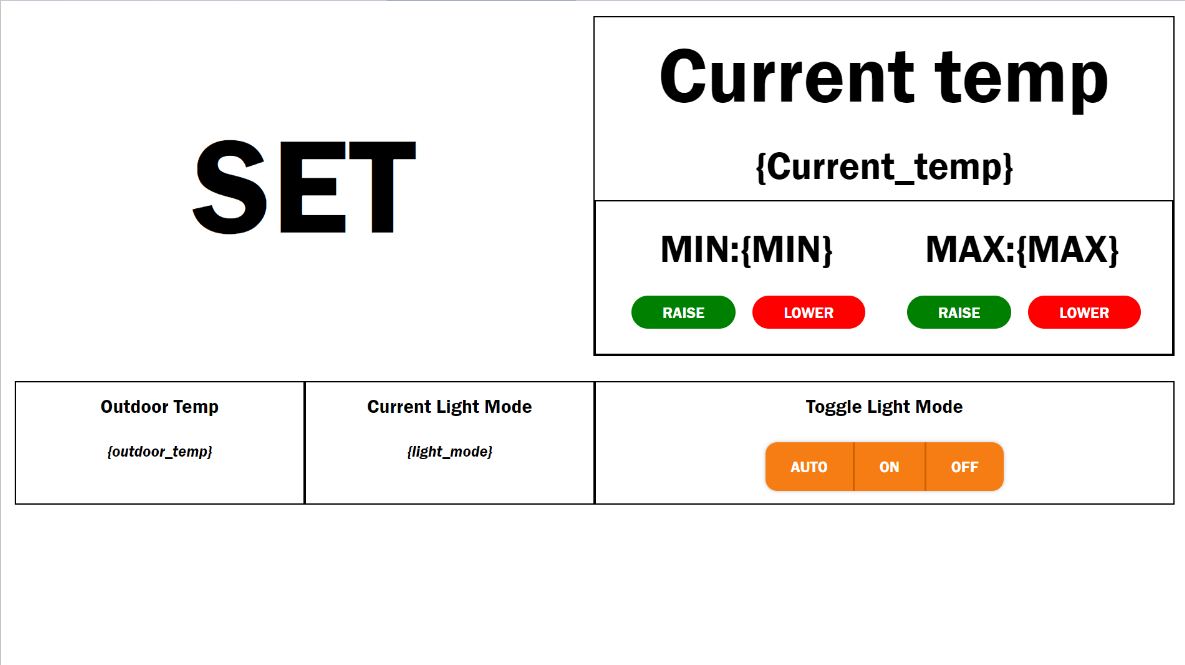 SET
Current temp
{Current_temp}
MIN:{MIN}
MAX:{MAX}
RAISE
LOWER
RAISE
LOWER
Outdoor Temp
{outdoor_temp}
Current Light Mode
{light_mode}
Toggle Light Mode
AUTO
ON
OFF